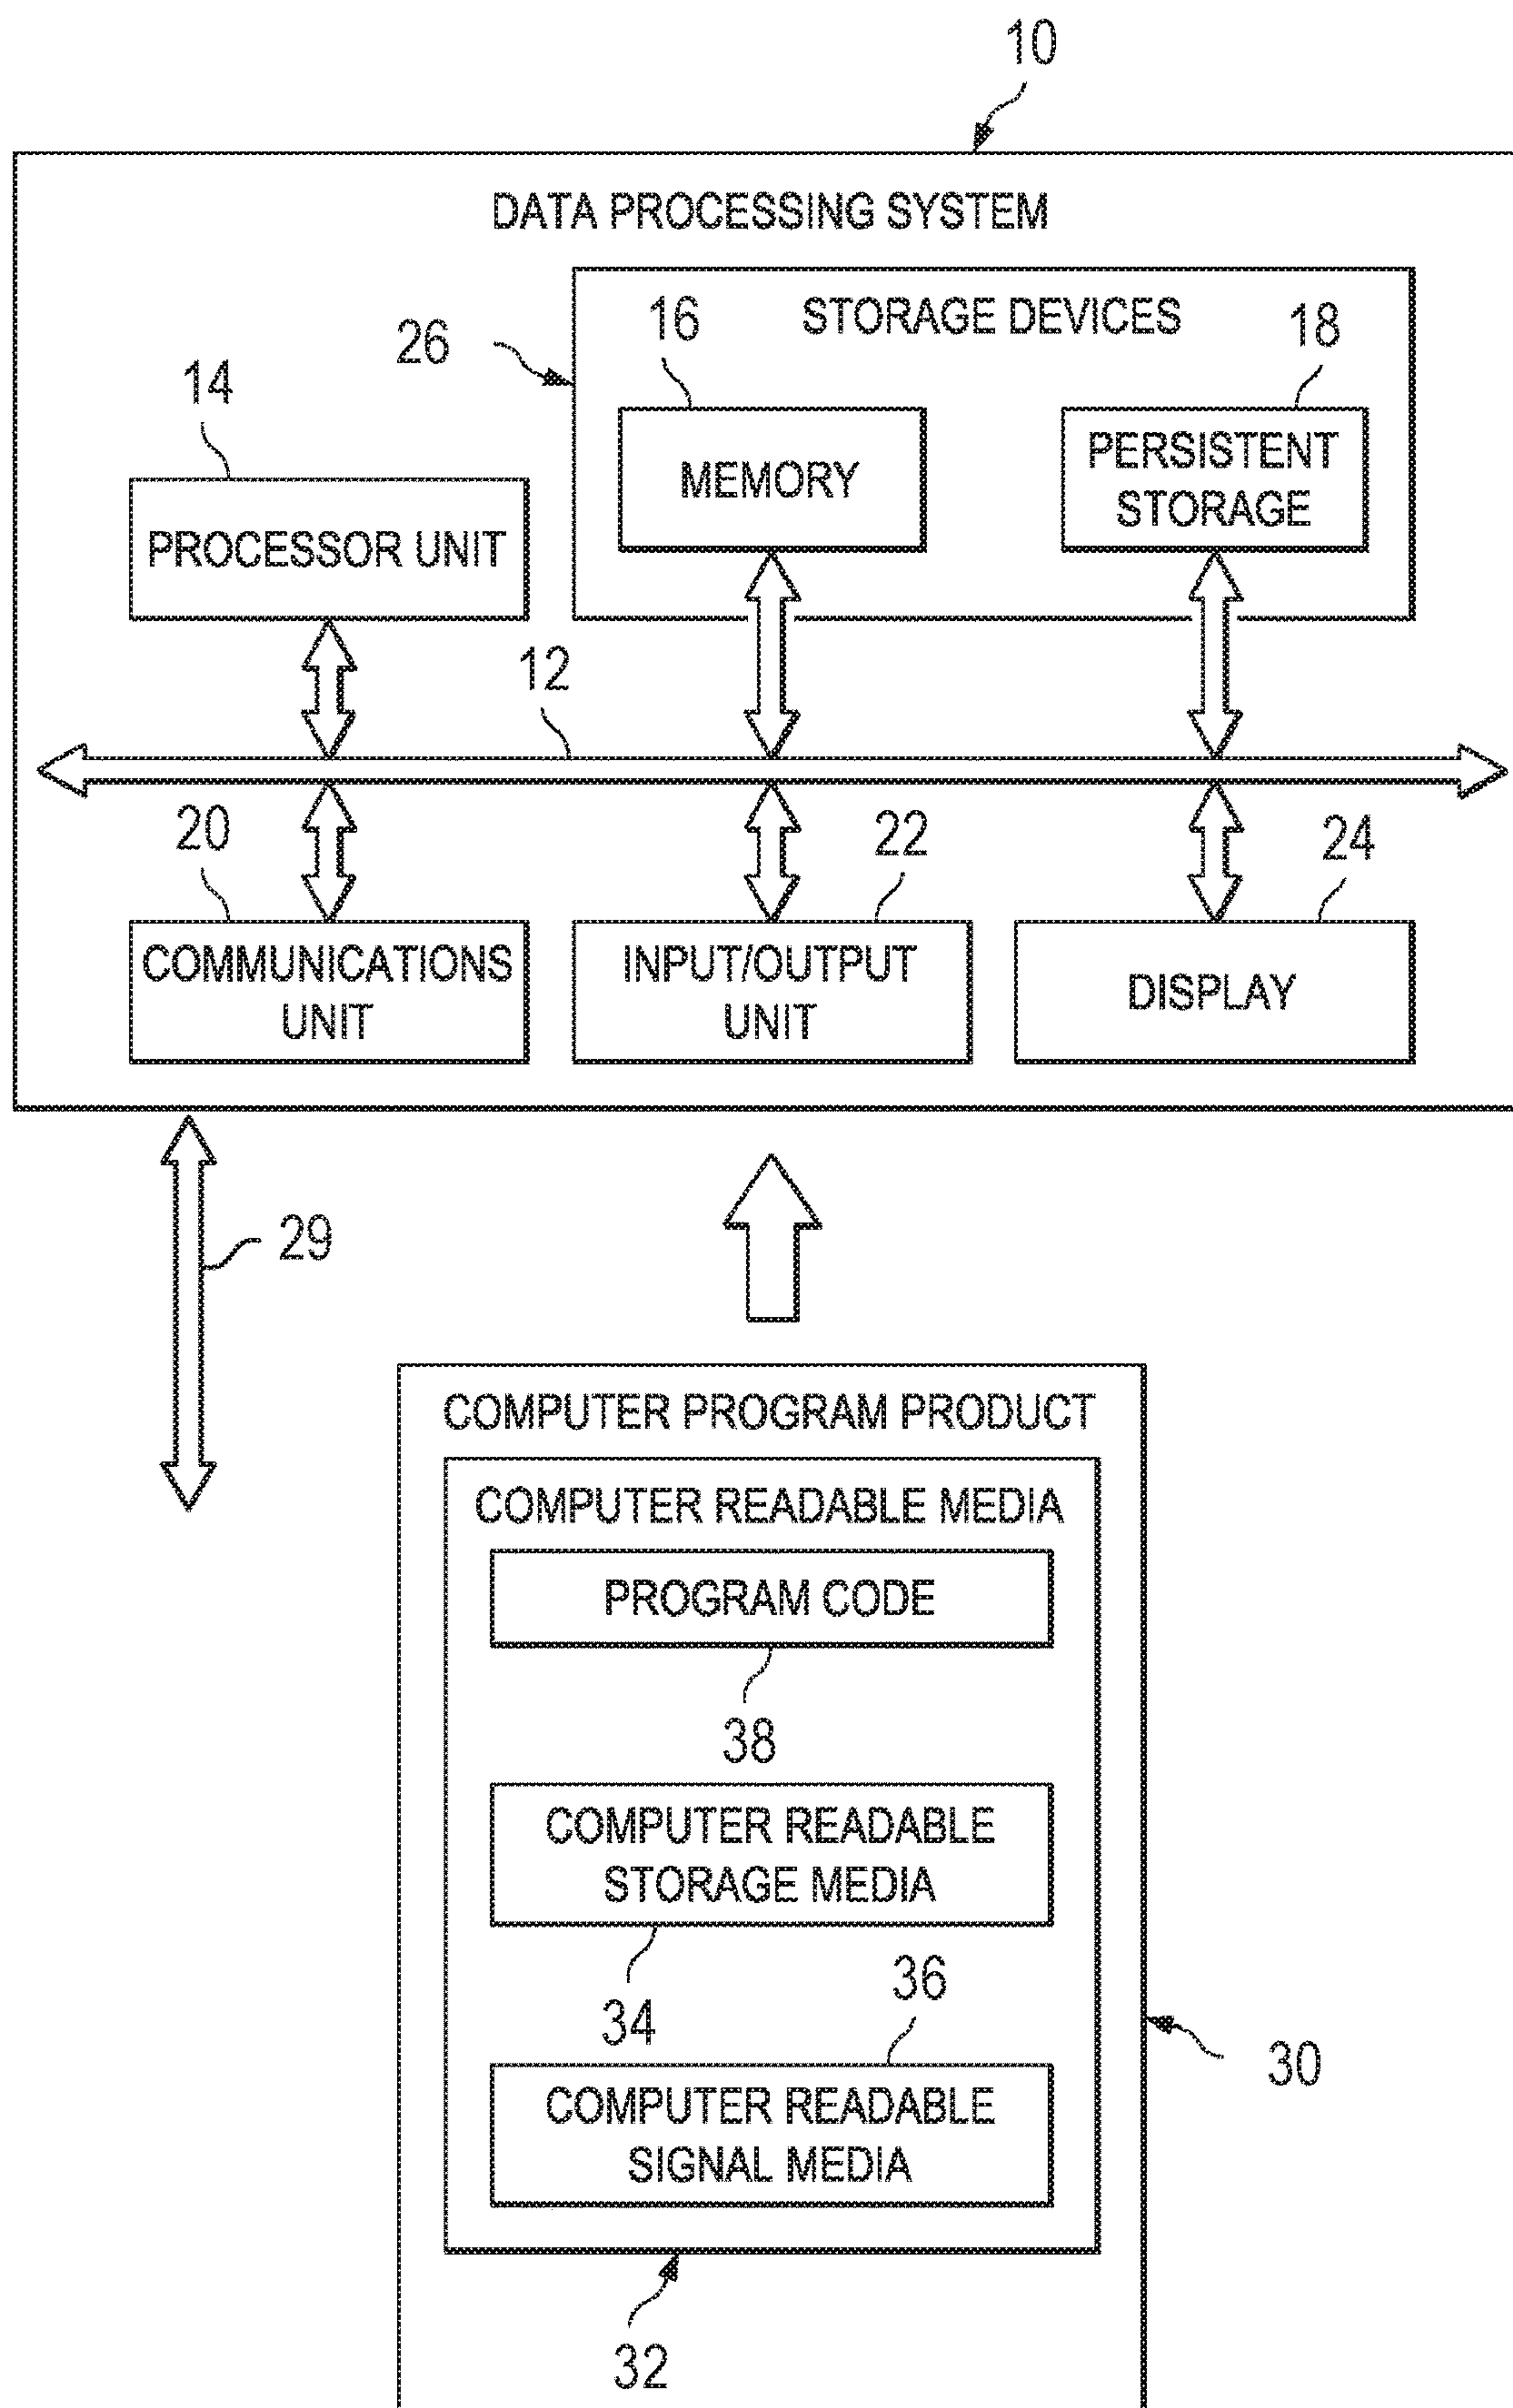 10
DATA PROCESSING SYSTEM
STORAGE DEVICES
26
16
18
14
MEMORY
PERSISTENT
STORAGE
PROCESSOR UNIT
12
20
22
24
COMMUNICATIONS
UNIT
INPUT/OUTPUT
UNIT
DISPLAY
29
COMPUTER PROGRAM PRODUCT
COMPUTER READABLE MEDIA
PROGRAM CODE
38
COMPUTER READABLE
STORAGE MEDIA
34
36
30
COMPUTER READABLE
SIGNAL MEDIA
32